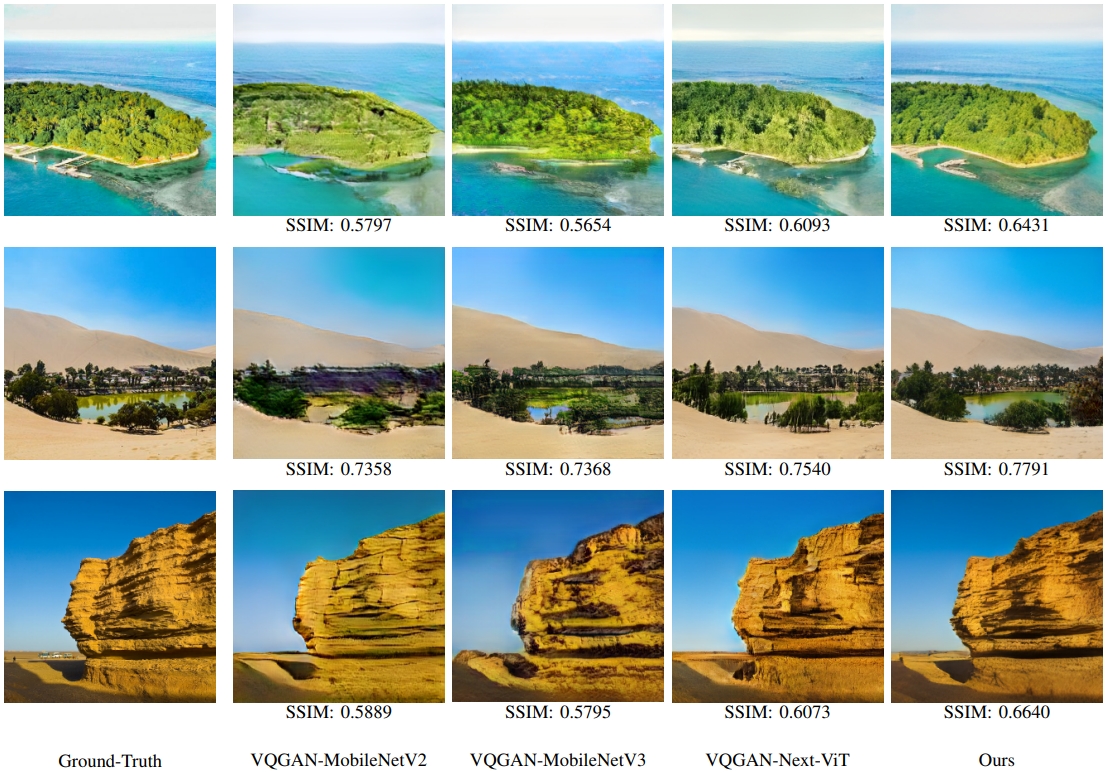 SSIM: 0.5797 SSIM: 0.5654 SSIM: 0.6093 SSIM: 0.6431
SSIM: 0.7358 SSIM: 0.7368 SSIM: 0.7540 SSIM: 0.7791
SSIM: 0.5889 SSIM: 0.5795 SSIM: 0.6073 SSIM: 0.6640
Ground-Truth VQGAN-MobileNetV2 VQGAN-MobileNetV3 VQGAN-Next-ViT Ours